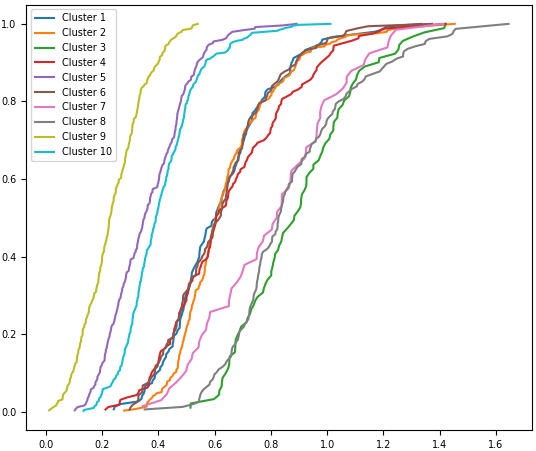 1.0
0.8
0.6
0.4
0.2
0.0
Cluster 1
Cluster 2
Cluster 3
Cluster 4
Cluster 5
Cluster 6
Cluster 7
Cluster 8
Cluster 9
Cluster 10
0.0 0.2 0.4 0.6 0.8 1.0 1.2 1.4 1.6